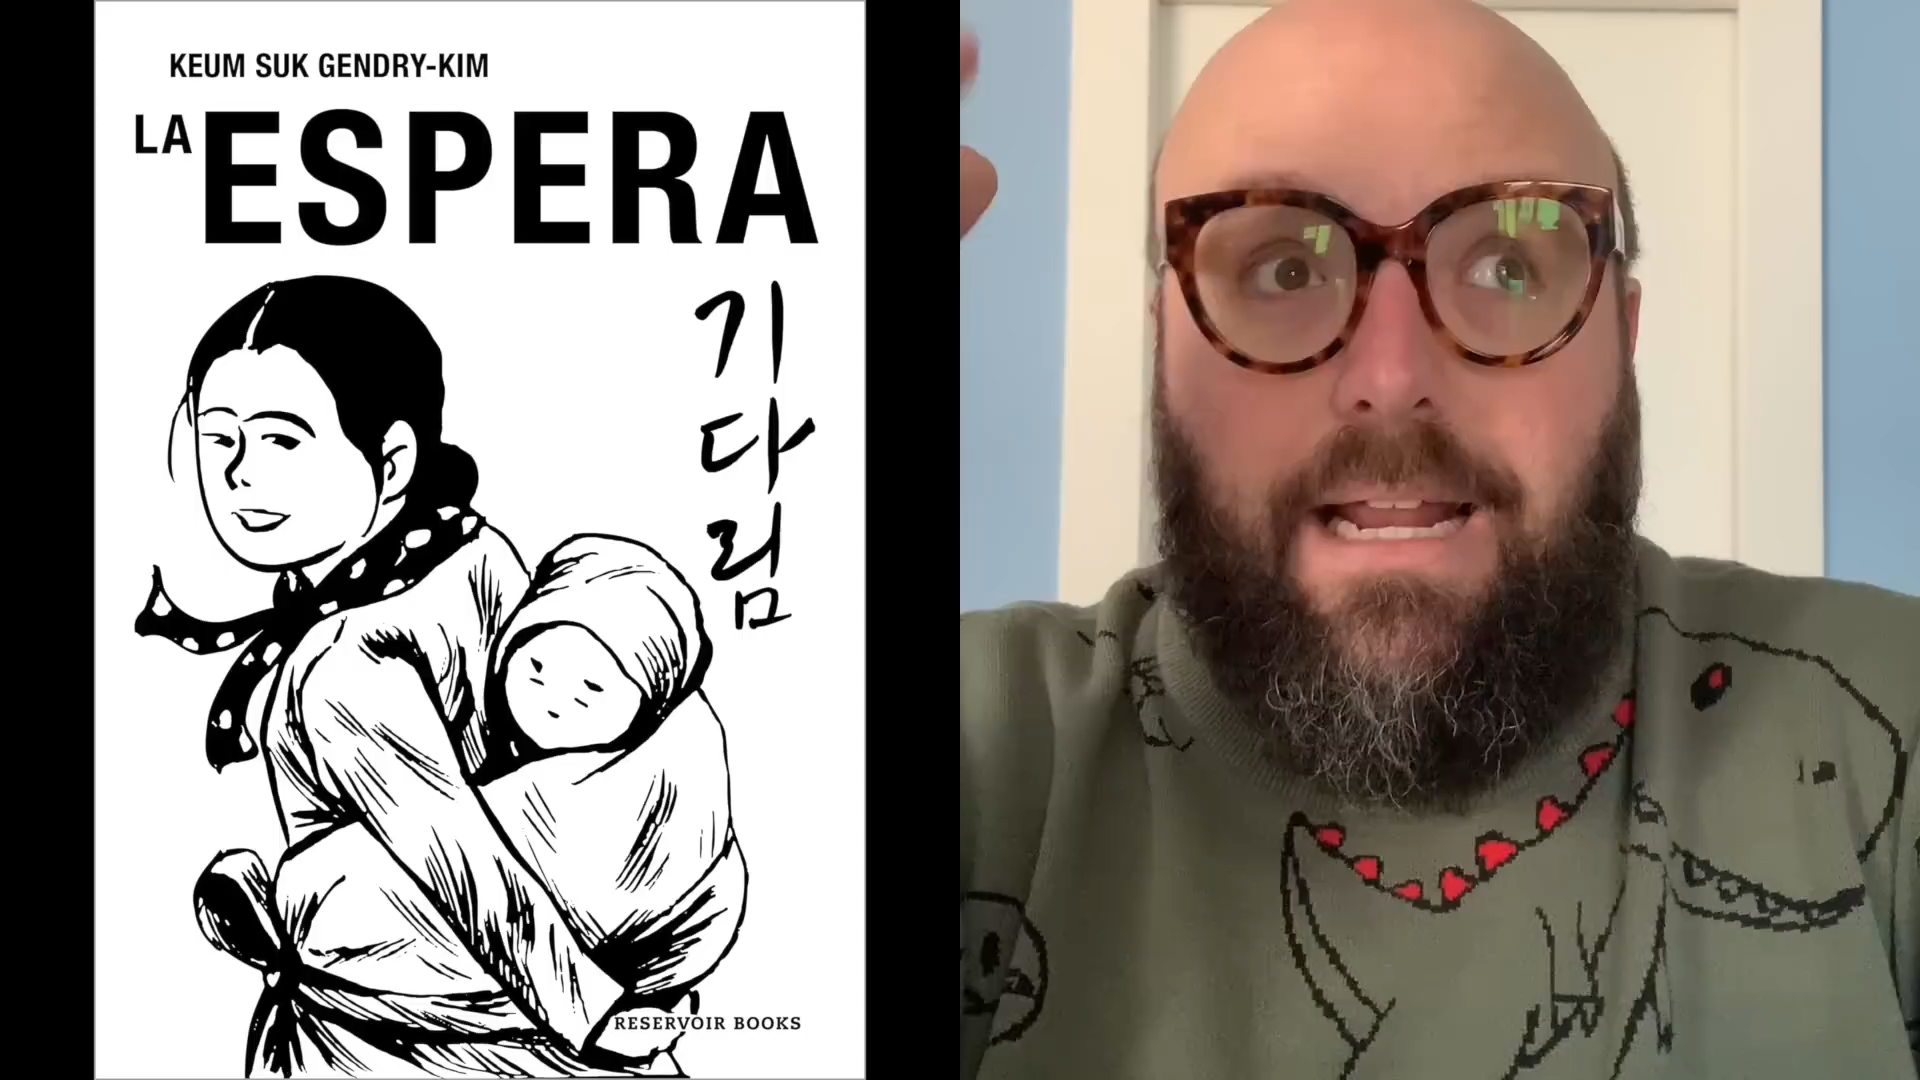 KEUM SUK GENDRY-KIM
LA ESPERA
기다림
RESERVOIR BOOKS